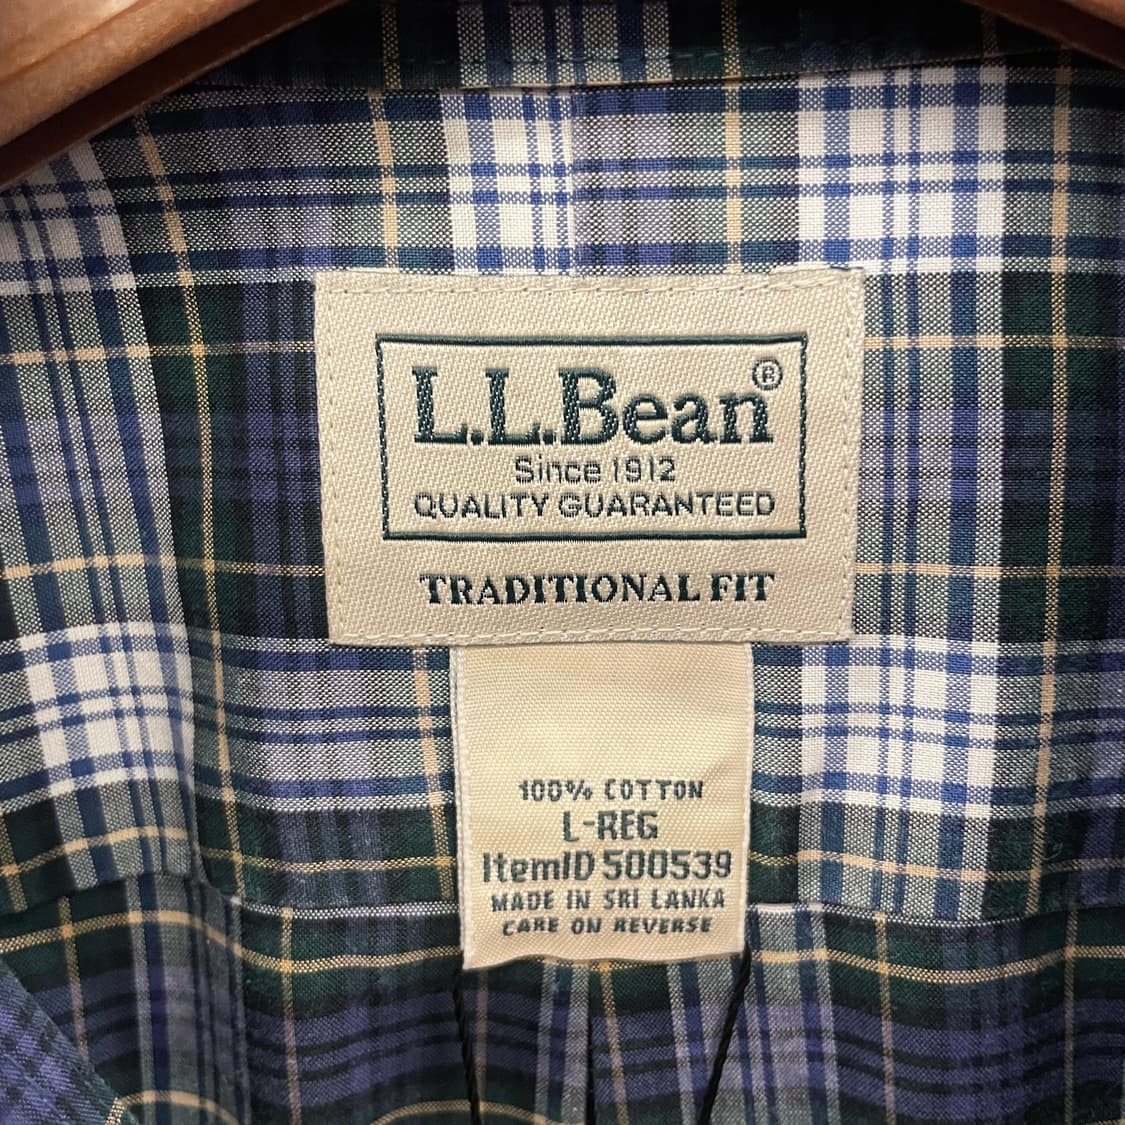 L.L.Bean®
Since 1912
QUALITY GUARANTEED
TRADITIONAL FIT
100% COTTON
L-REG
ItemID 500539
MADE IN SRI LANKA
CARE ON REVERSE